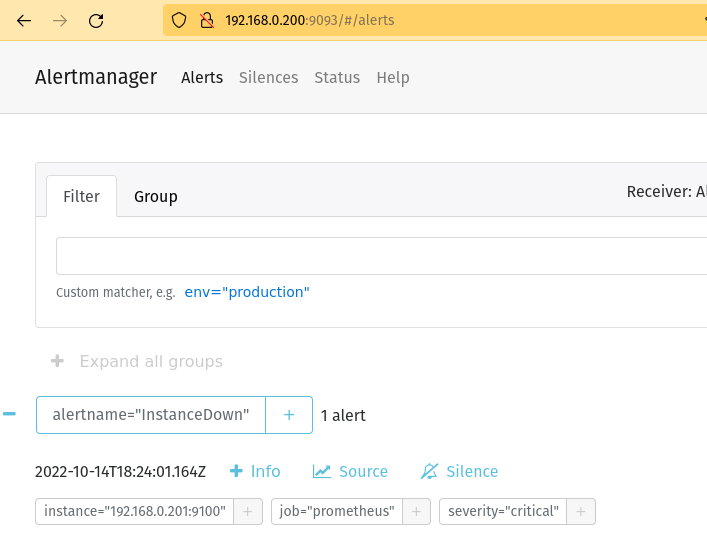 192.168.0.200:9093/#/alerts
Alertmanager Alerts Silences Status Help
Filter Group Receiver: Al
Custom matcher, e.g. env="production"
+ Expand all groups
alertname="InstanceDown" + 1 alert
2022-10-14T18:24:01.164Z + Info Source Silence
instance="192.168.0.201:9100" + job="prometheus" + severity="critical" +